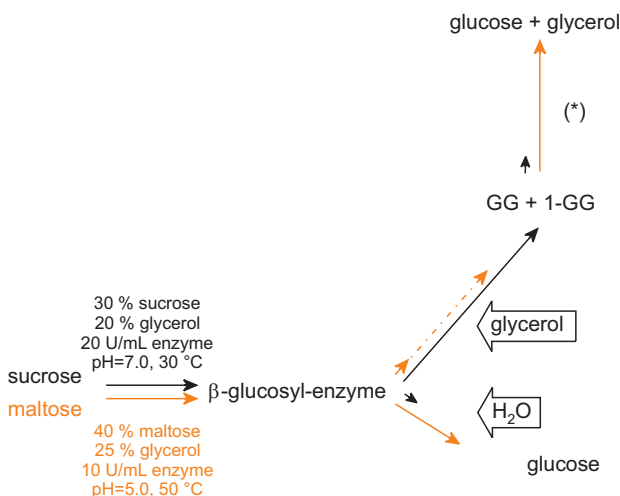 glucose + glycerol
(*)
GG + 1-GG
30 % sucrose
20 % glycerol
20 U/mL enzyme
pH=7.0, 30 °C
glycerol
sucrose
β-glucosyl-enzyme
maltose
H₂O
40 % maltose
25 % glycerol
10 U/mL enzyme
pH=5.0, 50 °C
glucose